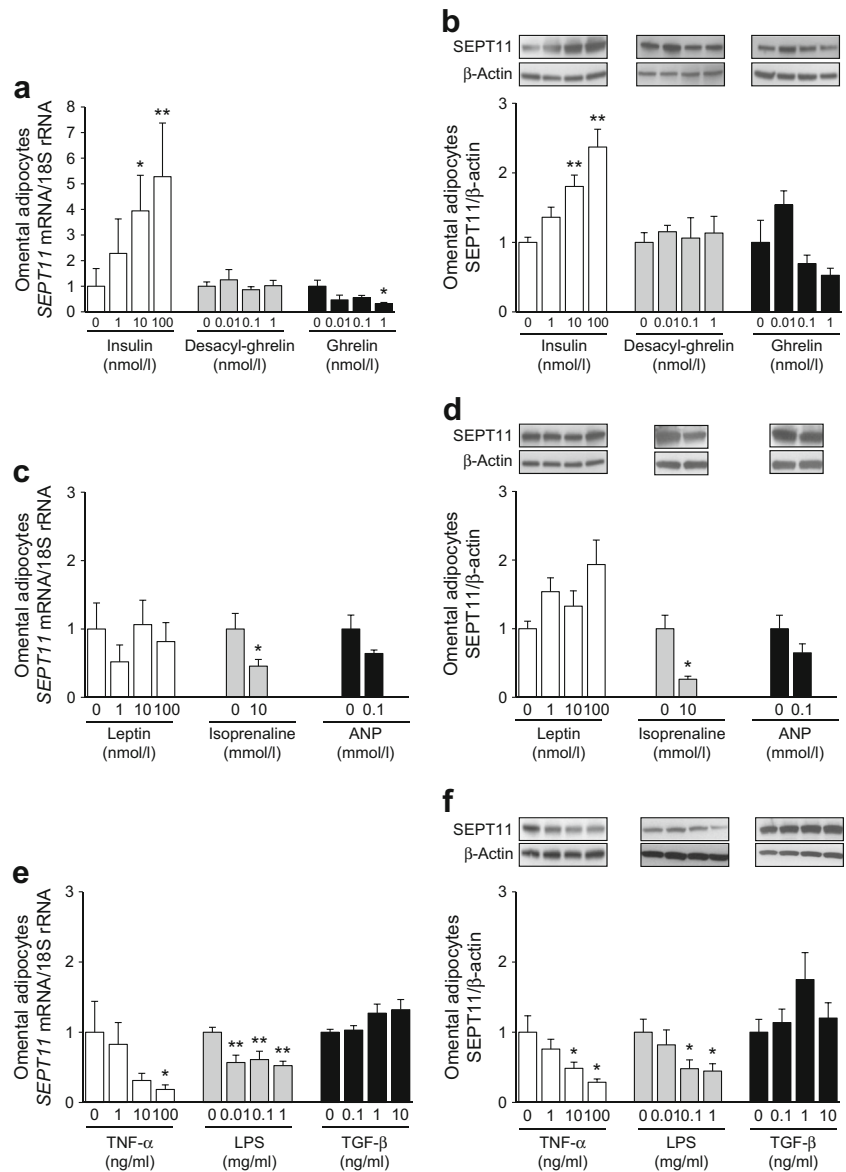 a
Omental adipocytes
SEPT11 mRNA/18S rRNA
8
7
6
5
4
3
2
1
0
* ** *
0 1 10 100 0 0.01 0.1 1 0 0.01 0.1 1
Insulin Desacyl-ghrelin Ghrelin
(nmol/l) (nmol/l) (nmol/l)
b
SEPT11
β-Actin
Omental adipocytes
SEPT11/β-actin
3
2
1
0
** **
0 1 10 100 0 0.01 0.1 1 0 0.01 0.1 1
Insulin Desacyl-ghrelin Ghrelin
(nmol/l) (nmol/l) (nmol/l)
c
Omental adipocytes
SEPT11 mRNA/18S rRNA
3
2
1
0
*
0 1 10 100 0 10 0 0.1
Leptin Isoprenaline ANP
(nmol/l) (mmol/l) (mmol/l)
d
SEPT11
β-Actin
Omental adipocytes
SEPT11/β-actin
3
2
1
0
*
0 1 10 100 0 10 0 0.1
Leptin Isoprenaline ANP
(nmol/l) (mmol/l) (mmol/l)
e
Omental adipocytes
SEPT11 mRNA/18S rRNA
3
2
1
0
* ** ** **
0 1 10 100 0 0.01 0.1 1 0 0.1 1 10
TNF-α LPS TGF-β
(ng/ml) (mg/ml) (ng/ml)
f
SEPT11
β-Actin
Omental adipocytes
SEPT11/β-actin
3
2
1
0
* * * *
0 1 10 100 0 0.01 0.1 1 0 0.1 1 10
TNF-α LPS TGF-β
(ng/ml) (mg/ml) (ng/ml)